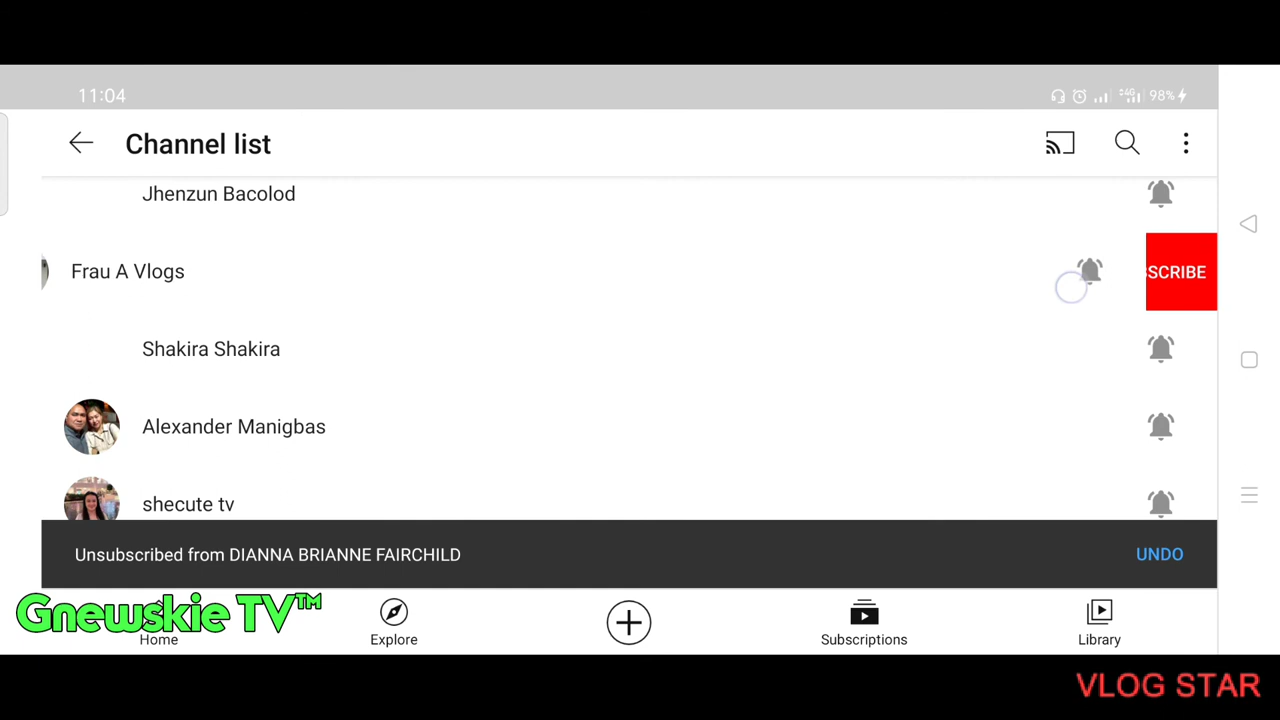 11:04
4G 98%
Channel list
Jhenzun Bacolod
Frau A Vlogs
SCRIBE
Shakira Shakira
Alexander Manigbas
shecute tv
Unsubscribed from DIANNA BRIANNE FAIRCHILD
UNDO
Gnewskie TV™
Home
Explore
Subscriptions
Library
VLOG STAR